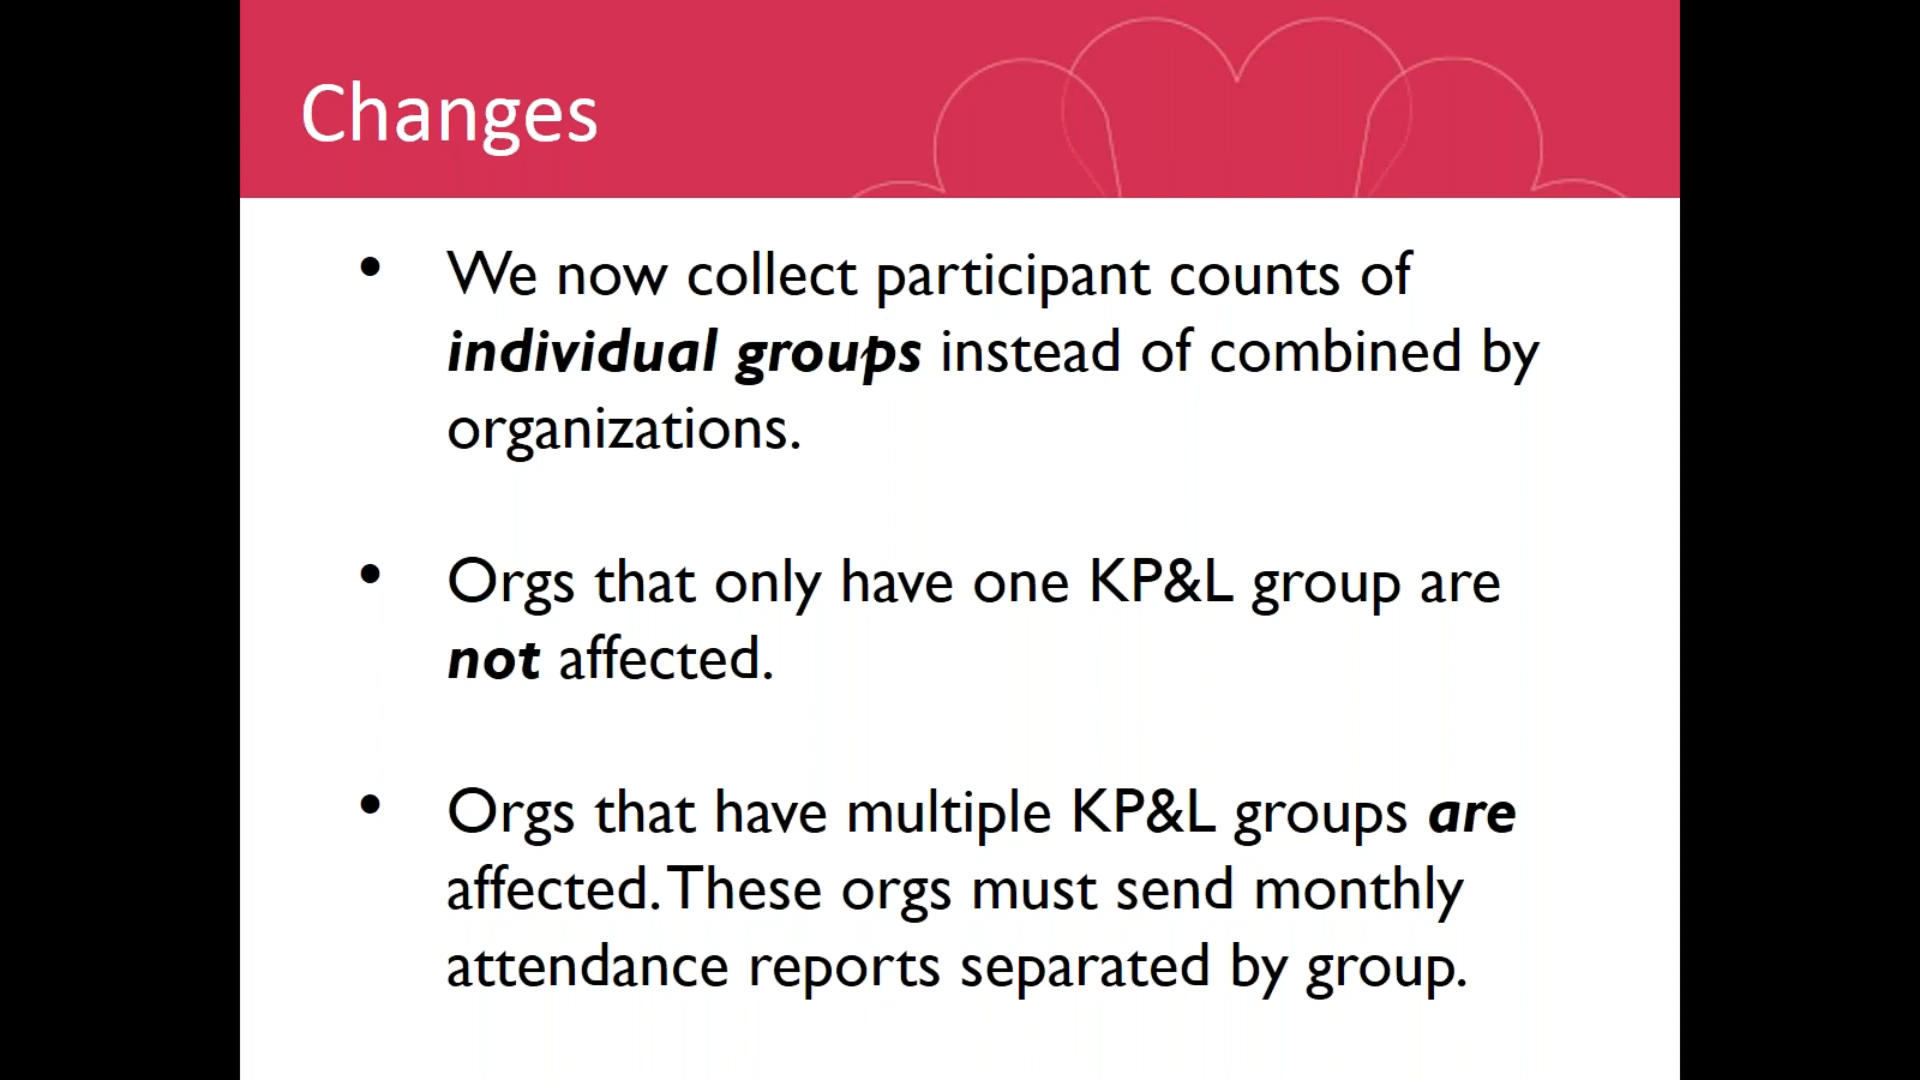 Changes
• We now collect participant counts of
individual groups instead of combined by
organizations.
• Orgs that only have one KP&L group are
not affected.
• Orgs that have multiple KP&L groups are
affected. These orgs must send monthly
attendance reports separated by group.